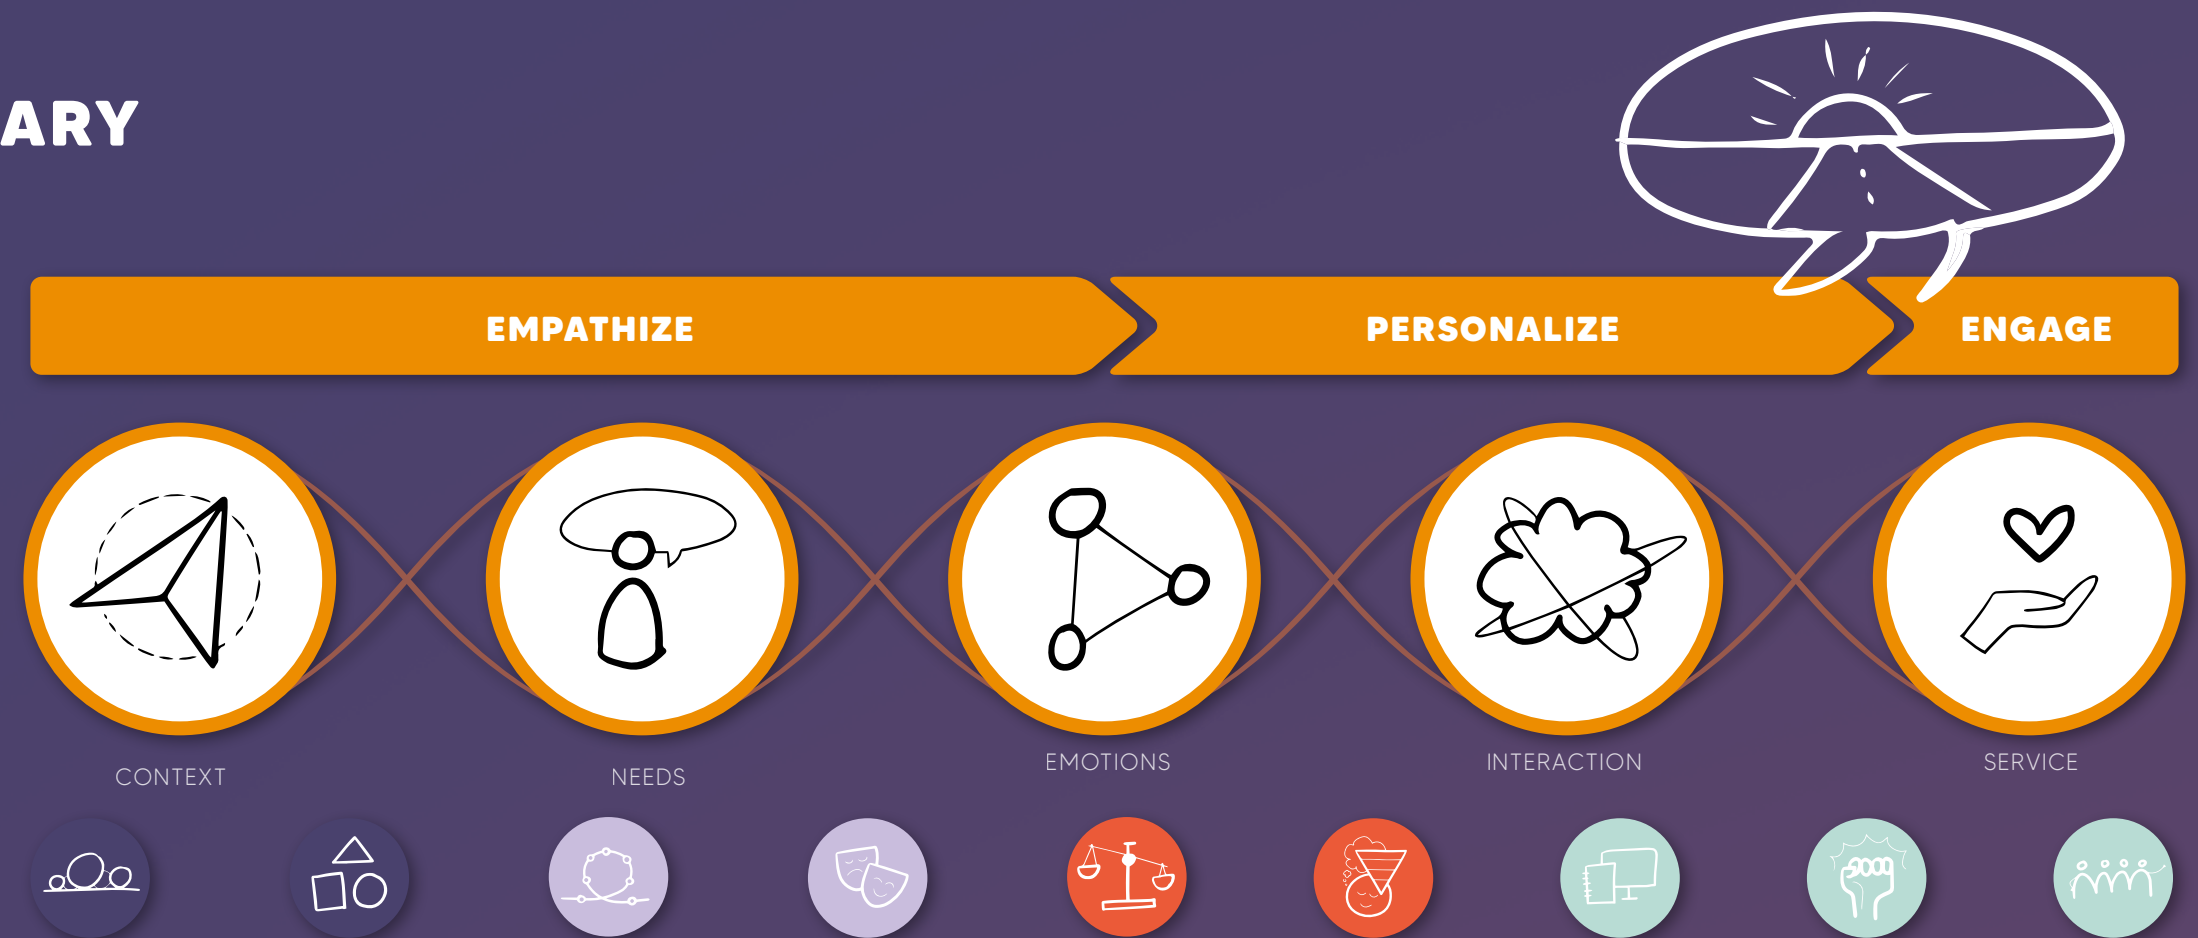 ARY
EMPATHIZE
PERSONALIZE
ENGAGE
CONTEXT
NEEDS
EMOTIONS
INTERACTION
SERVICE